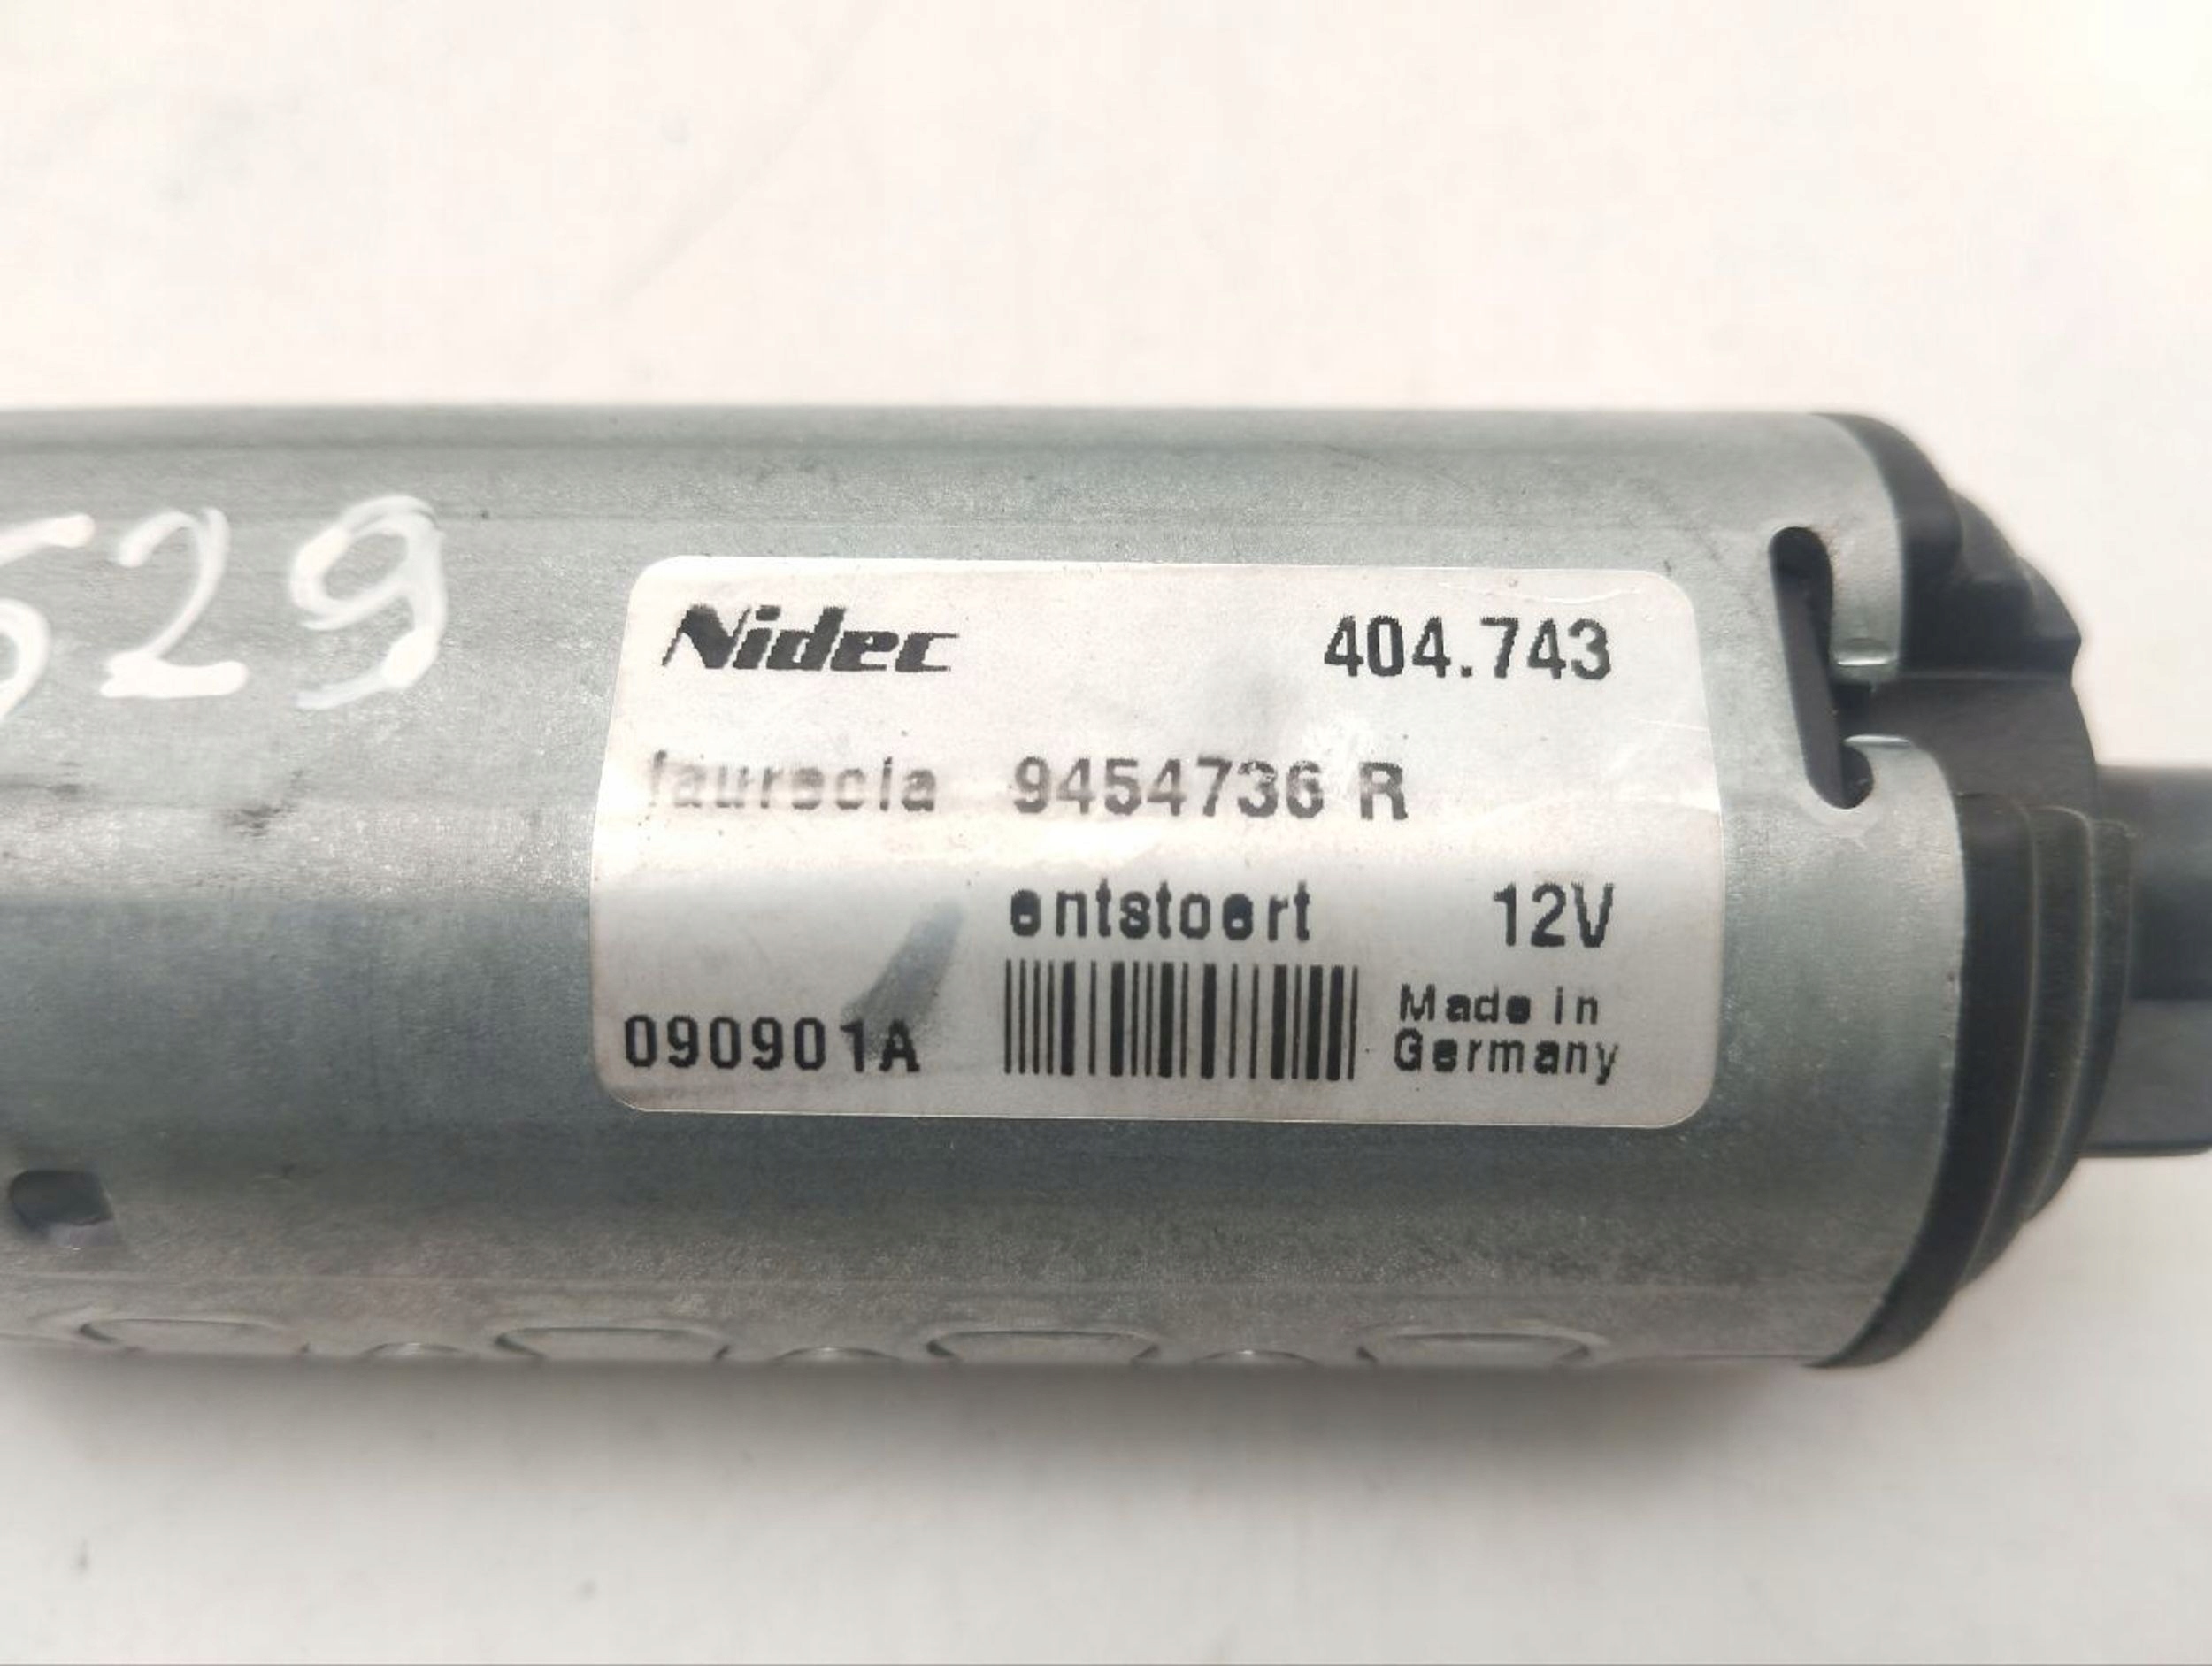 529
Nidec 404.743
faurecia 9454736 R
entstoert 12V
090901A Made in
Germany